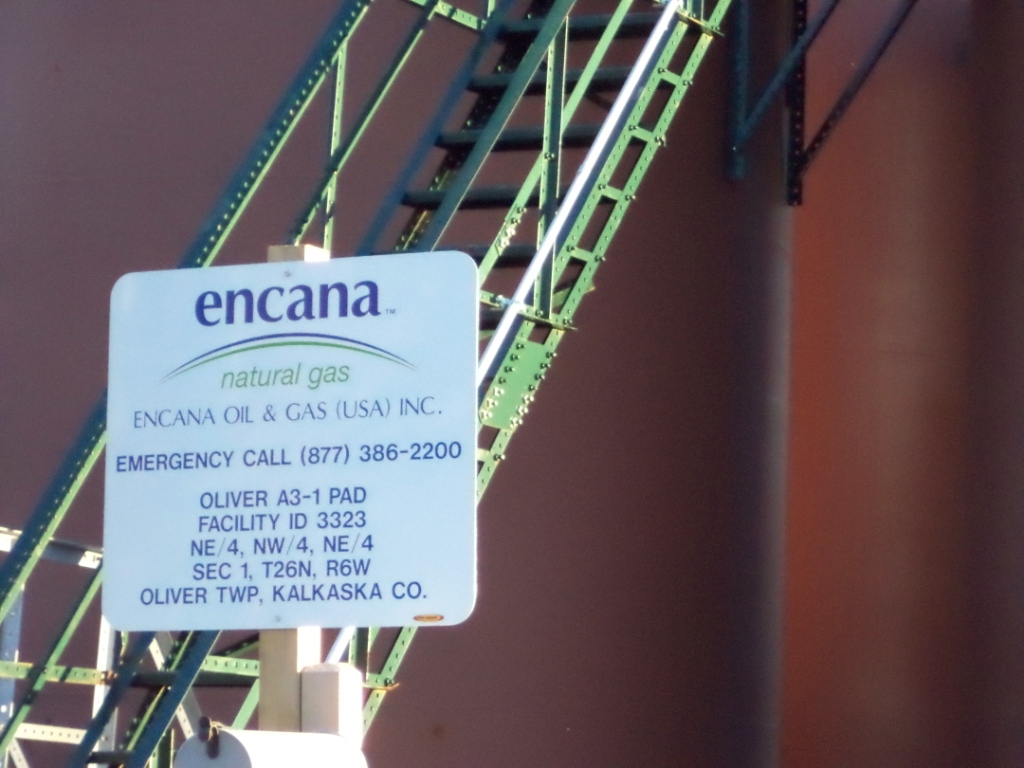 encana™
natural gas
ENCANA OIL & GAS (USA) INC.
EMERGENCY CALL (877) 386-2200
OLIVER A3-1 PAD
FACILITY ID 3323
NE/4, NW/4, NE/4
SEC 1, T26N, R6W
OLIVER TWP, KALKASKA CO.